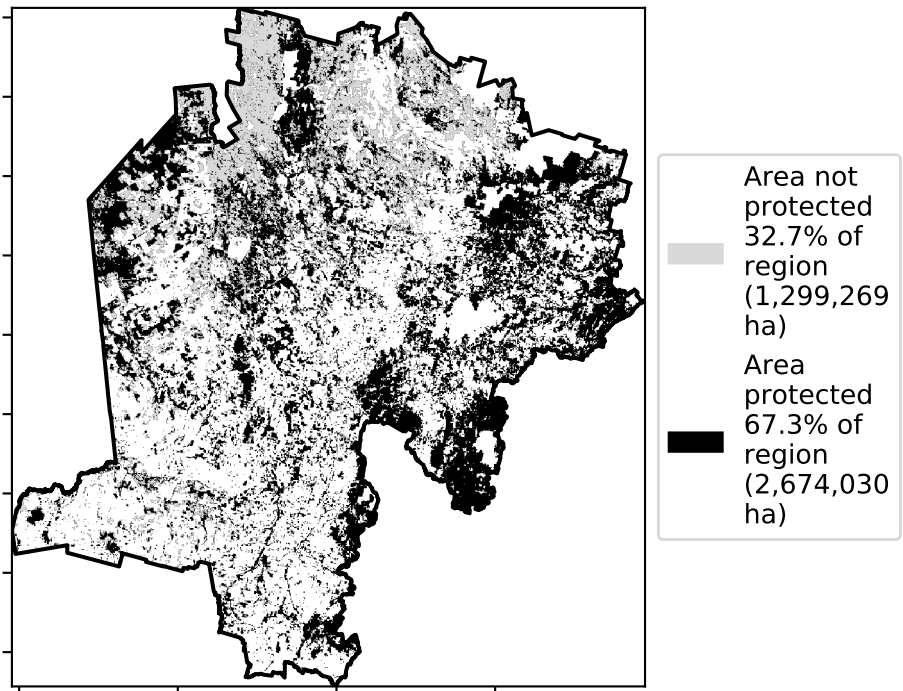 Area not
protected
32.7% of
region
(1,299,269
ha)
Area
protected
67.3% of
region
(2,674,030
ha)